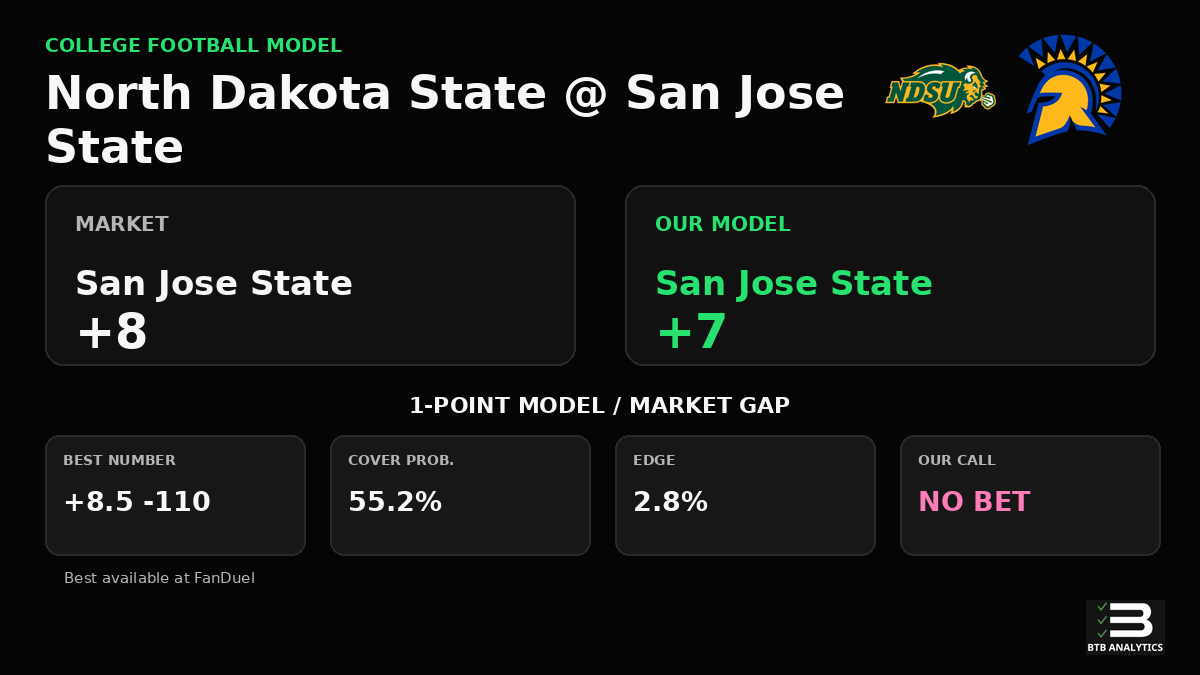 COLLEGE FOOTBALL MODEL
North Dakota State @ San Jose
State
NDSU
MARKET
San Jose State
+8
OUR MODEL
San Jose State
+7
1-POINT MODEL / MARKET GAP
BEST NUMBER
+8.5 -110
COVER PROB.
55.2%
EDGE
2.8%
OUR CALL
NO BET
Best available at FanDuel
B
BTB ANALYTICS